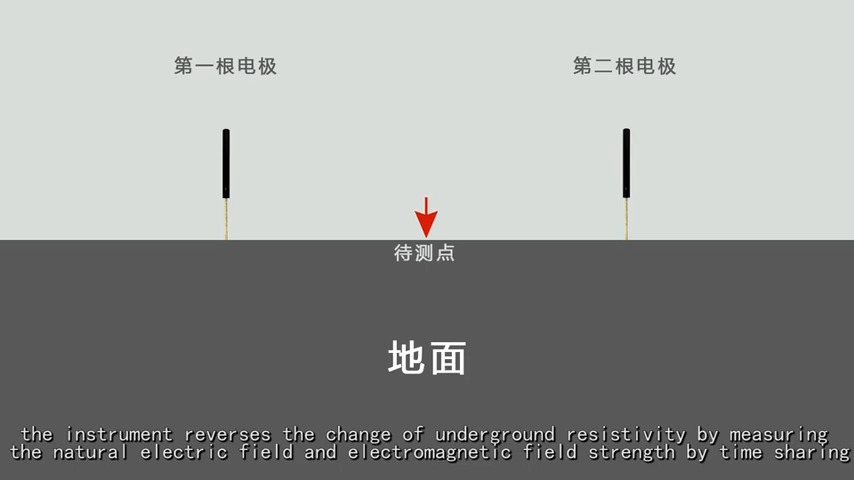 第一根电极
第二根电极
待测点
地面
the instrument reverses the change of underground resistivity by measuring
the natural electric field and electromagnetic field strength by time sharing